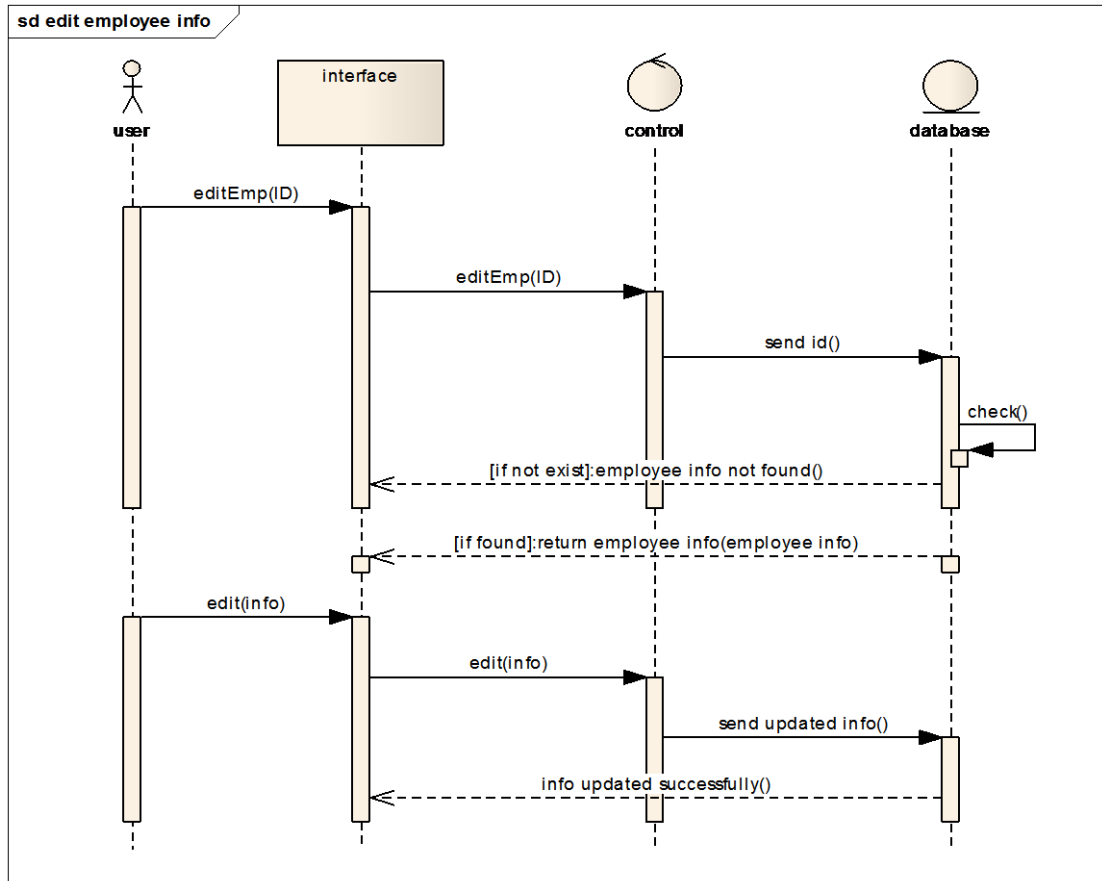 sd edit employee info
interface
user
control
database
editEmp(ID)
editEmp(ID)
send id()
check()
[if not exist]:employee info not found()
[if found]:return employee info(employee info)
edit(info)
edit(info)
send updated info()
info updated successfully()